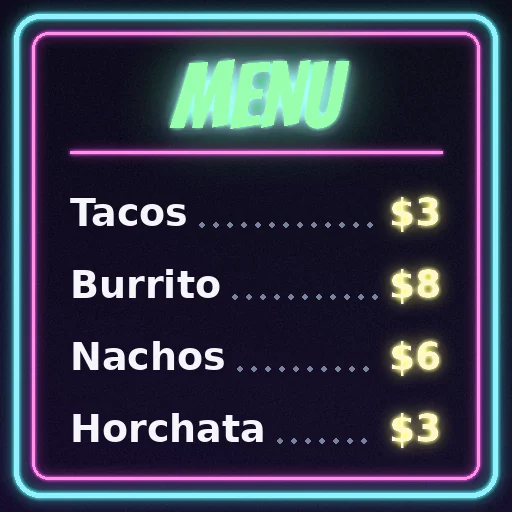 MENU
Tacos ............. $3
Burrito ........... $8
Nachos .......... $6
Horchata ....... $3